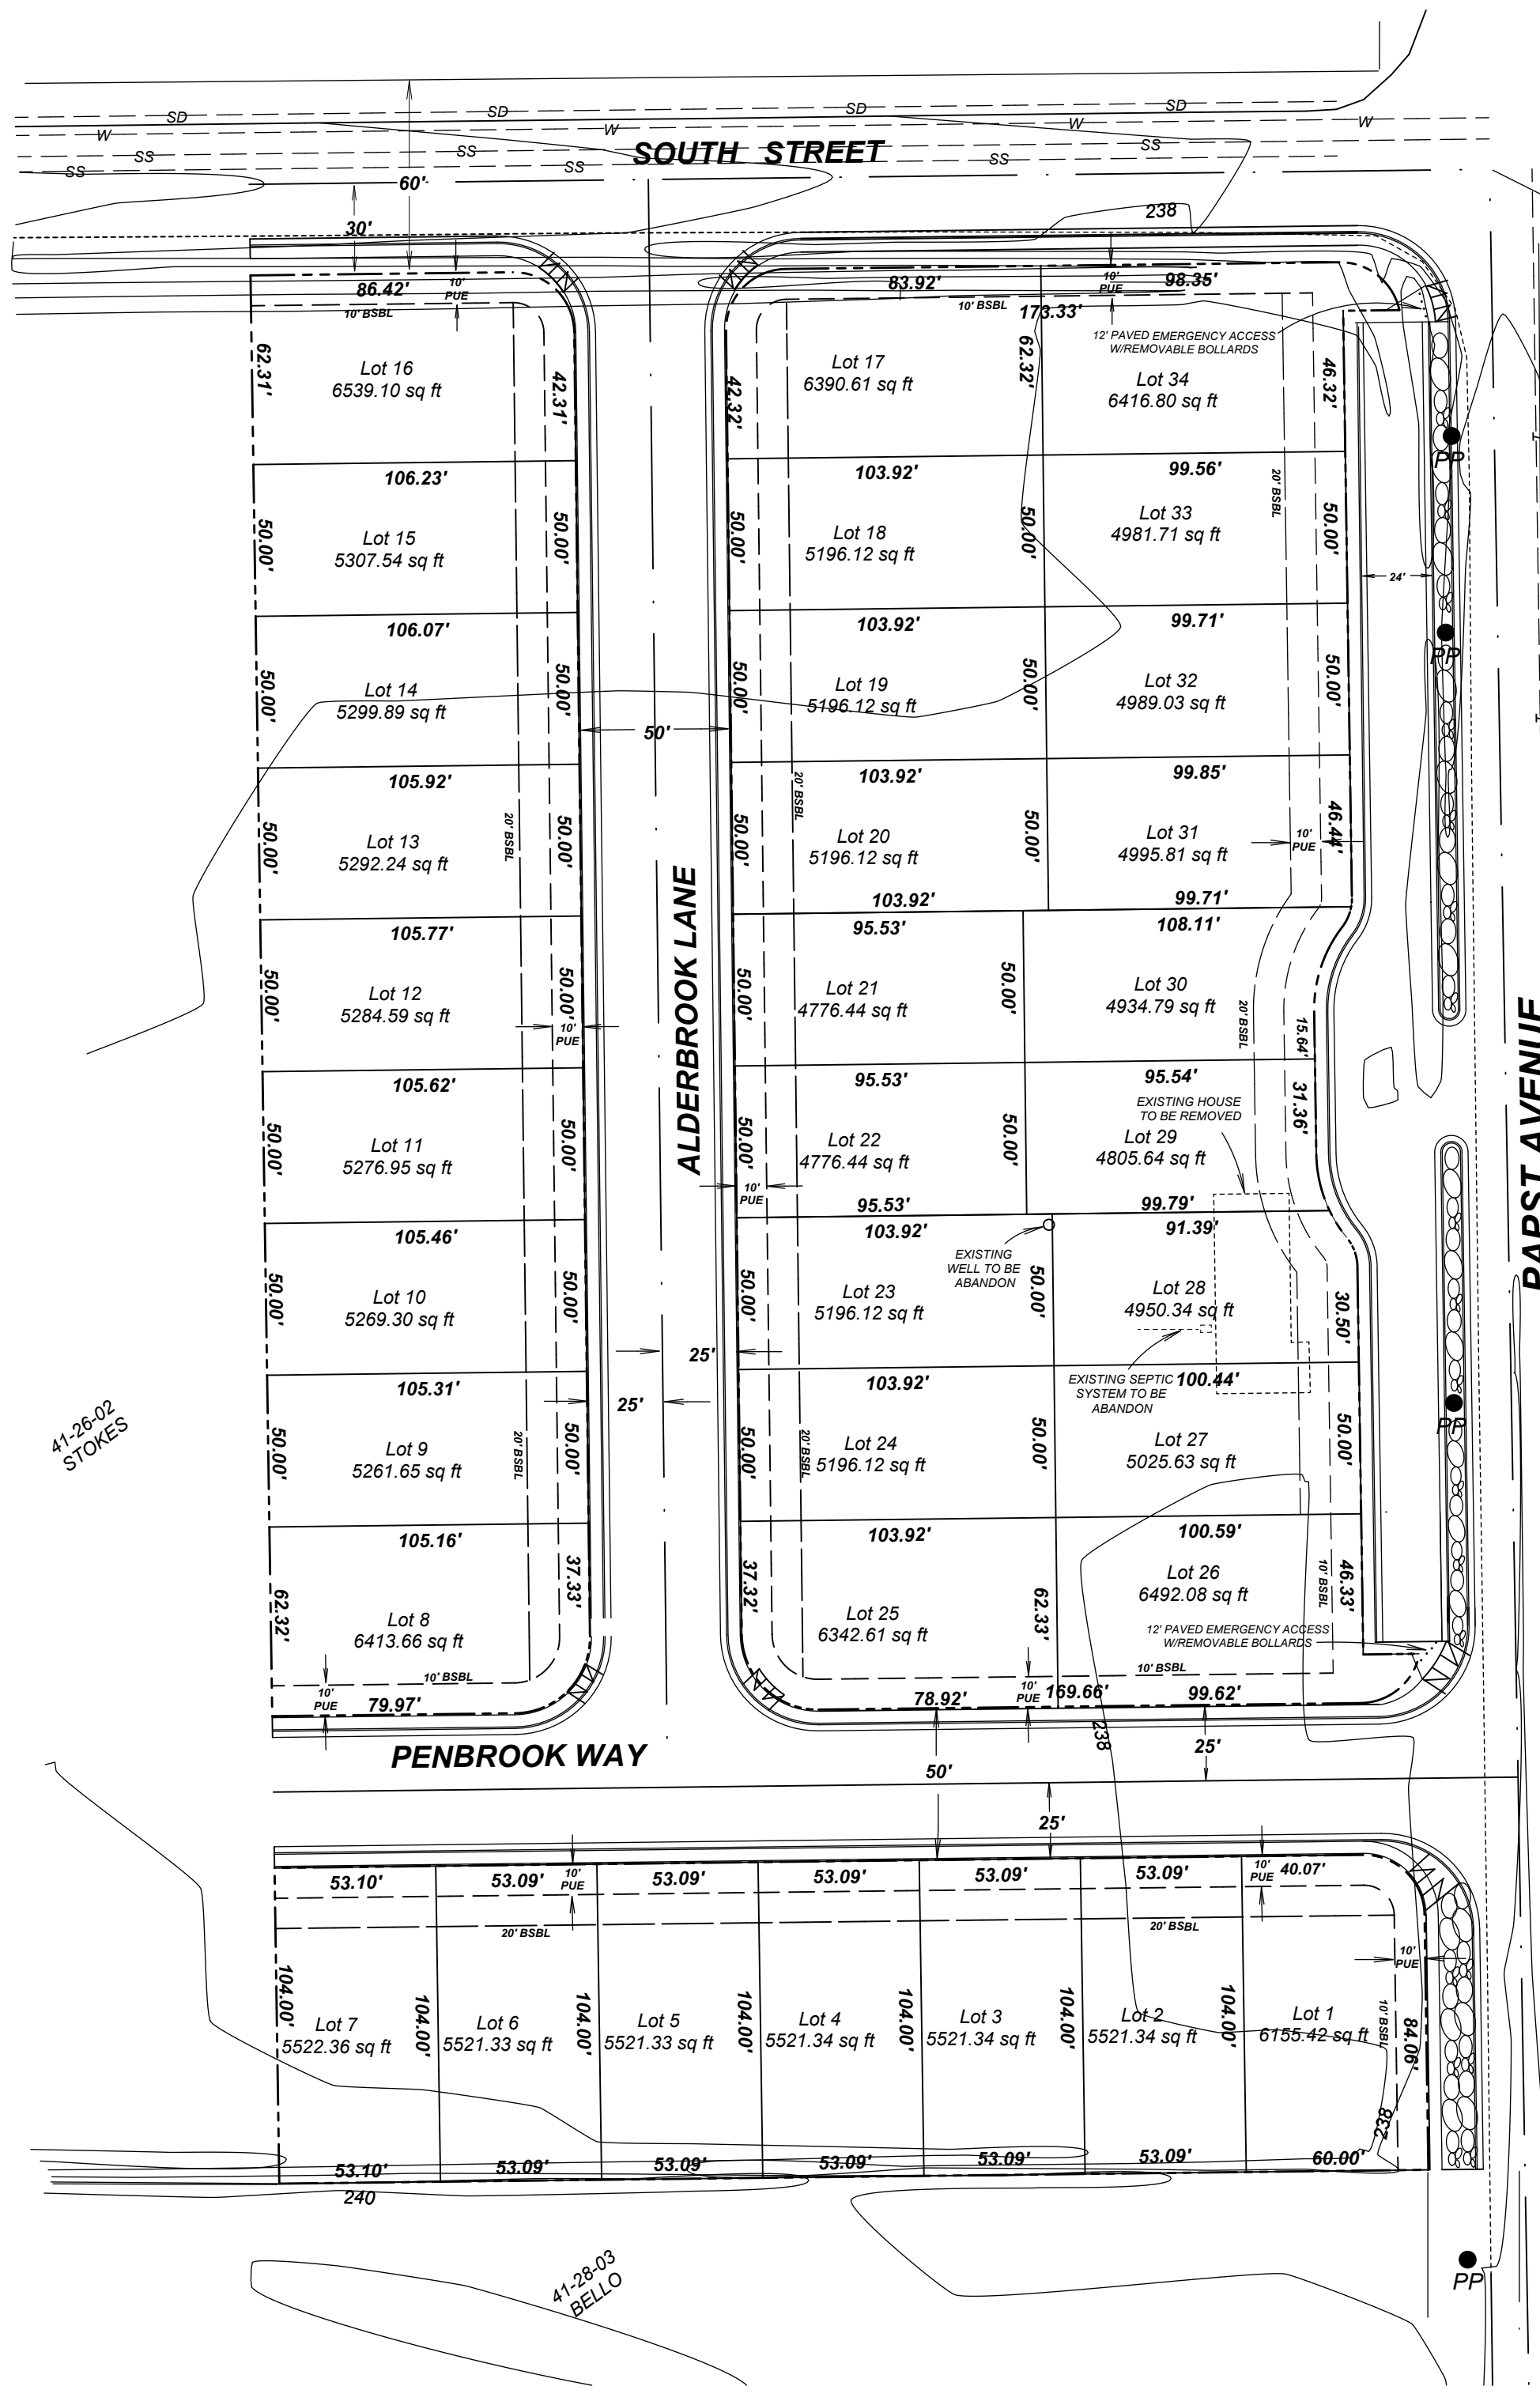 SD
SD
SD
SD
W
W
W
W
SS
SS
SS
SS
SS
SS
SOUTH STREET
60'
30'
238
86.42'
10'
PUE
10' BSBL
83.92'
10'
PUE
98.35'
10' BSBL
173.33'
12' PAVED EMERGENCY ACCESS
W/REMOVABLE BOLLARDS
62.31'
Lot 16
6539.10 sq ft
42.31'
42.32'
Lot 17
6390.61 sq ft
62.32'
Lot 34
6416.80 sq ft
46.32'
PP
106.23'
103.92'
99.56'
20' BSBL
50.00'
Lot 15
5307.54 sq ft
50.00'
50.00'
Lot 18
5196.12 sq ft
50.00'
Lot 33
4981.71 sq ft
50.00'
24'
T
106.07'
103.92'
99.71'
PP
50.00'
Lot 14
5299.89 sq ft
50.00'
50.00'
Lot 19
5196.12 sq ft
50.00'
Lot 32
4989.03 sq ft
50.00'
T
50'
105.92'
103.92'
99.85'
20' BSBL
20' BSBL
50.00'
Lot 13
5292.24 sq ft
50.00'
50.00'
Lot 20
5196.12 sq ft
50.00'
Lot 31
4995.81 sq ft
10'
PUE
46.44'
103.92'
99.71'
105.77'
95.53'
108.11'
ALDERBROOK LANE
50.00'
Lot 12
5284.59 sq ft
50.00'
10'
PUE
50.00'
Lot 21
4776.44 sq ft
50.00'
Lot 30
4934.79 sq ft
20' BSBL
15.64'
PABST AVENUE
105.62'
95.53'
95.54'
EXISTING HOUSE
TO BE REMOVED
31.36'
50.00'
Lot 11
5276.95 sq ft
50.00'
50.00'
Lot 22
4776.44 sq ft
50.00'
Lot 29
4805.64 sq ft
10'
PUE
95.53'
99.79'
105.46'
103.92'
91.39'
EXISTING
WELL TO BE
ABANDON
50.00'
Lot 10
5269.30 sq ft
50.00'
50.00'
Lot 23
5196.12 sq ft
50.00'
Lot 28
4950.34 sq ft
30.50'
25'
25'
105.31'
103.92'
EXISTING SEPTIC
SYSTEM TO BE
ABANDON
100.44'
PP
41-26-02
STOKES
50.00'
Lot 9
5261.65 sq ft
20' BSBL
50.00'
50.00'
20' BSBL
Lot 24
5196.12 sq ft
50.00'
Lot 27
5025.63 sq ft
50.00'
105.16'
103.92'
100.59'
62.32'
Lot 8
6413.66 sq ft
37.33'
37.32'
Lot 25
6342.61 sq ft
62.33'
Lot 26
6492.08 sq ft
10' BSBL
46.33'
12' PAVED EMERGENCY ACCESS
W/REMOVABLE BOLLARDS
10'
PUE
10' BSBL
79.97'
78.92'
10'
PUE
169.66'
10' BSBL
99.62'
238
PENBROOK WAY
25'
50'
25'
53.10'
53.09'
10'
PUE
53.09'
53.09'
53.09'
53.09'
10'
PUE
40.07'
20' BSBL
20' BSBL
10'
PUE
104.00'
Lot 7
5522.36 sq ft
104.00'
Lot 6
5521.33 sq ft
104.00'
Lot 5
5521.33 sq ft
104.00'
Lot 4
5521.34 sq ft
104.00'
Lot 3
5521.34 sq ft
104.00'
Lot 2
5521.34 sq ft
104.00'
Lot 1
6155.42 sq ft
10' BSBL
84.06'
238
53.10'
53.09'
53.09'
53.09'
53.09'
53.09'
60.00'
240
41-28-03
BELLO
PP